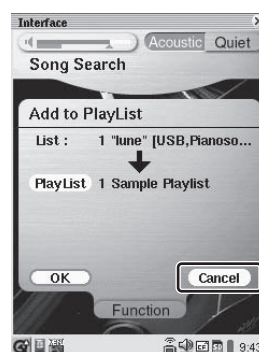 Interface
Acoustic Quiet
Song Search
Add to PlayList
List : 1 "lune" [USB,Pianoso...
PlayList 1 Sample Playlist
OK Cancel
Function
9:43